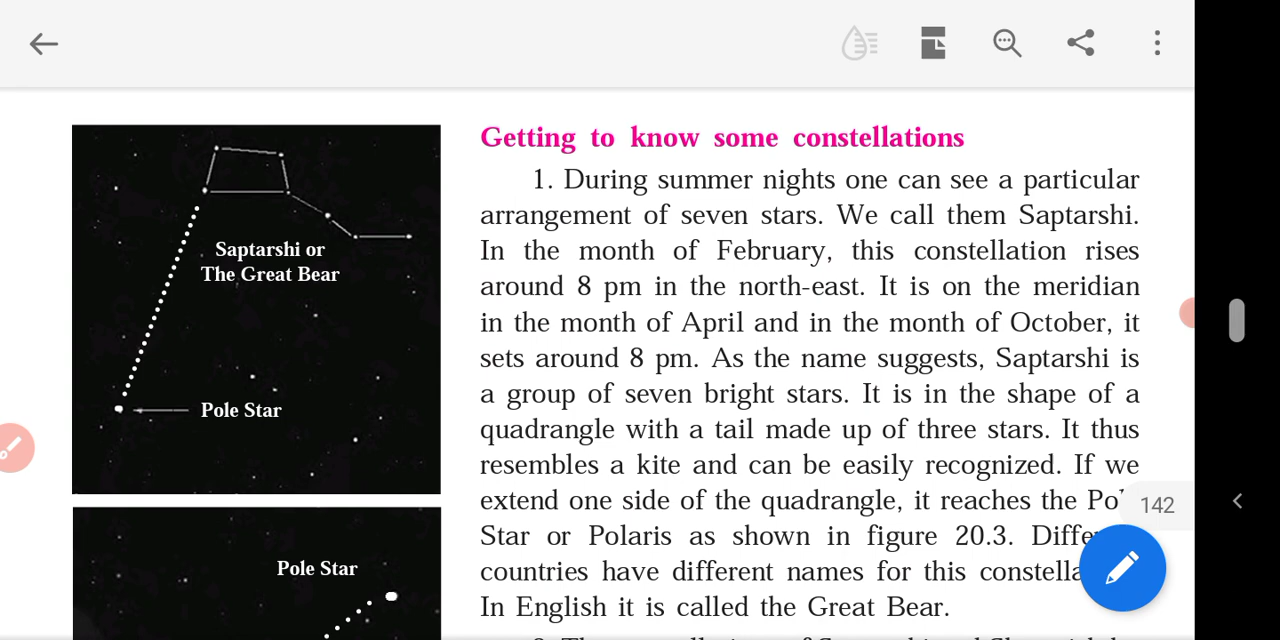 Getting to know some constellations
1. During summer nights one can see a particular
arrangement of seven stars. We call them Saptarshi.
In the month of February, this constellation rises
around 8 pm in the north-east. It is on the meridian
in the month of April and in the month of October, it
sets around 8 pm. As the name suggests, Saptarshi is
a group of seven bright stars. It is in the shape of a
quadrangle with a tail made up of three stars. It thus
resembles a kite and can be easily recognized. If we
extend one side of the quadrangle, it reaches the
Star or Polaris as shown in figure 20.3.
countries have different names for this
In English it is called the Great Bear.
Saptarshi or
The Great Bear
Pole Star
Pole Star
142